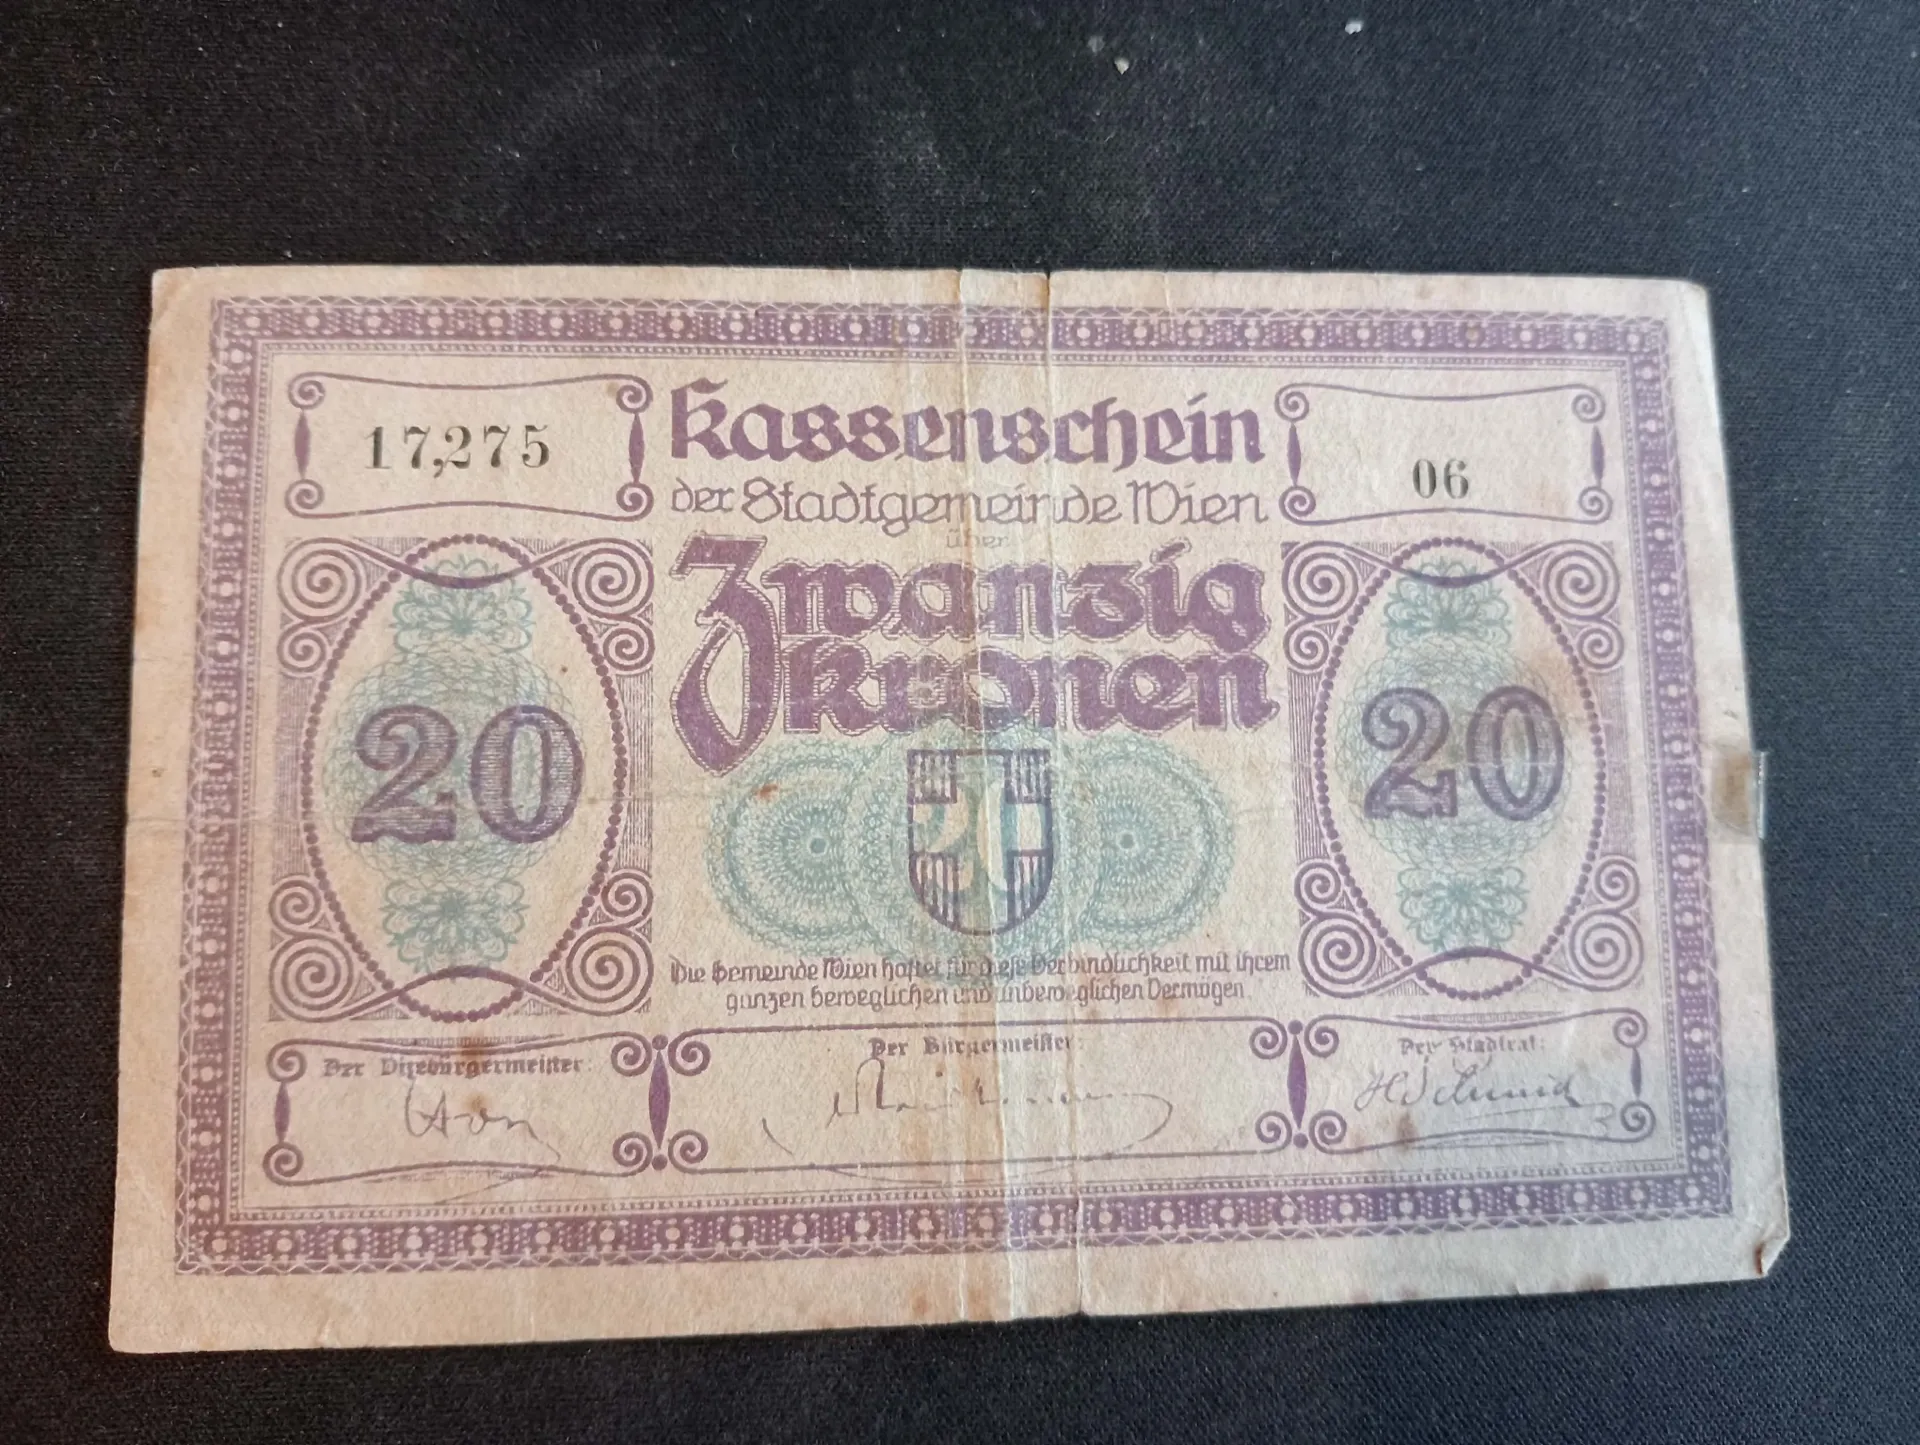 17,275
Kassenschein
06
der Stadtgemeinde Wien
über
Zwanzig
Kronen
20
20
Die Gemeinde Wien haftet für diese Verbindlichkeit mit ihrem
ganzen beweglichen und unbeweglichen Vermögen
Der Vizebürgermeister:
Der Bürgermeister:
Der Stadtrat: